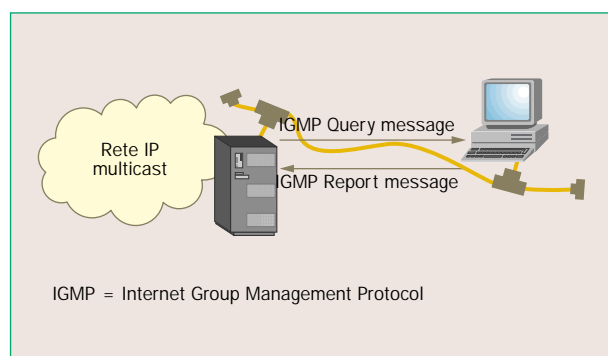 IGMP Query message
Rete IP
multicast
IGMP Report message
IGMP = Internet Group Management Protocol